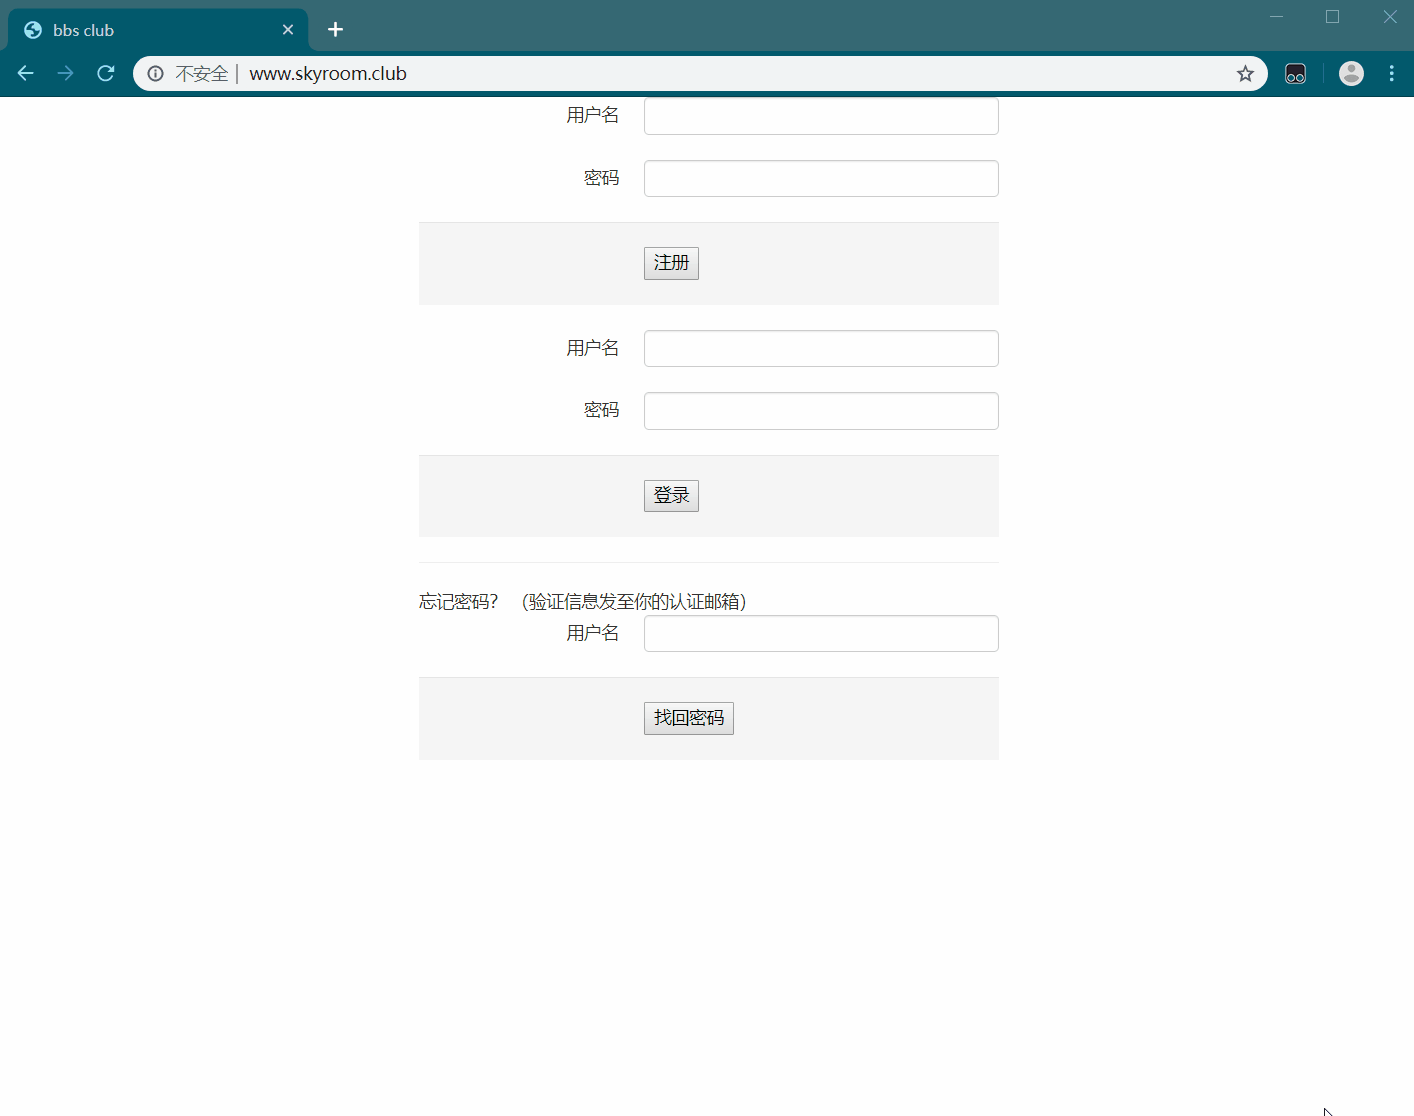 bbs club
不安全 | www.skyroom.club
用户名
密码
注册
用户名
密码
登录
忘记密码? （验证信息发至你的认证邮箱）
用户名
找回密码